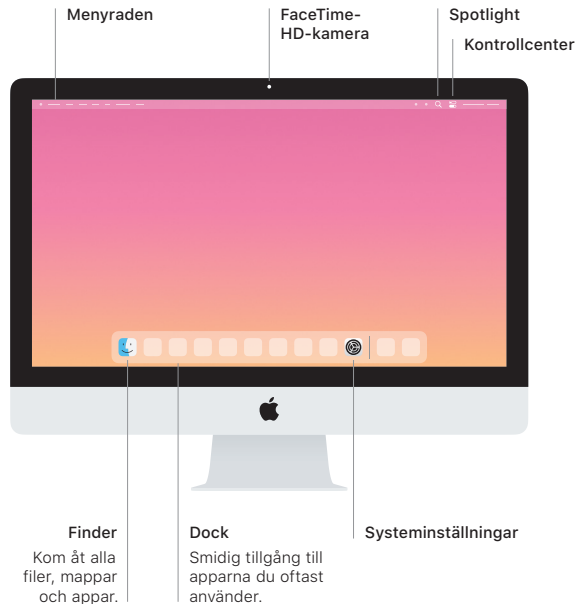 Menyraden
FaceTime-
HD-kamera
Spotlight
Kontrollcenter
Finder
Kom åt alla
filer, mappar
och appar.
Dock
Smidig tillgång till
apparna du oftast
använder.
Systeminställningar